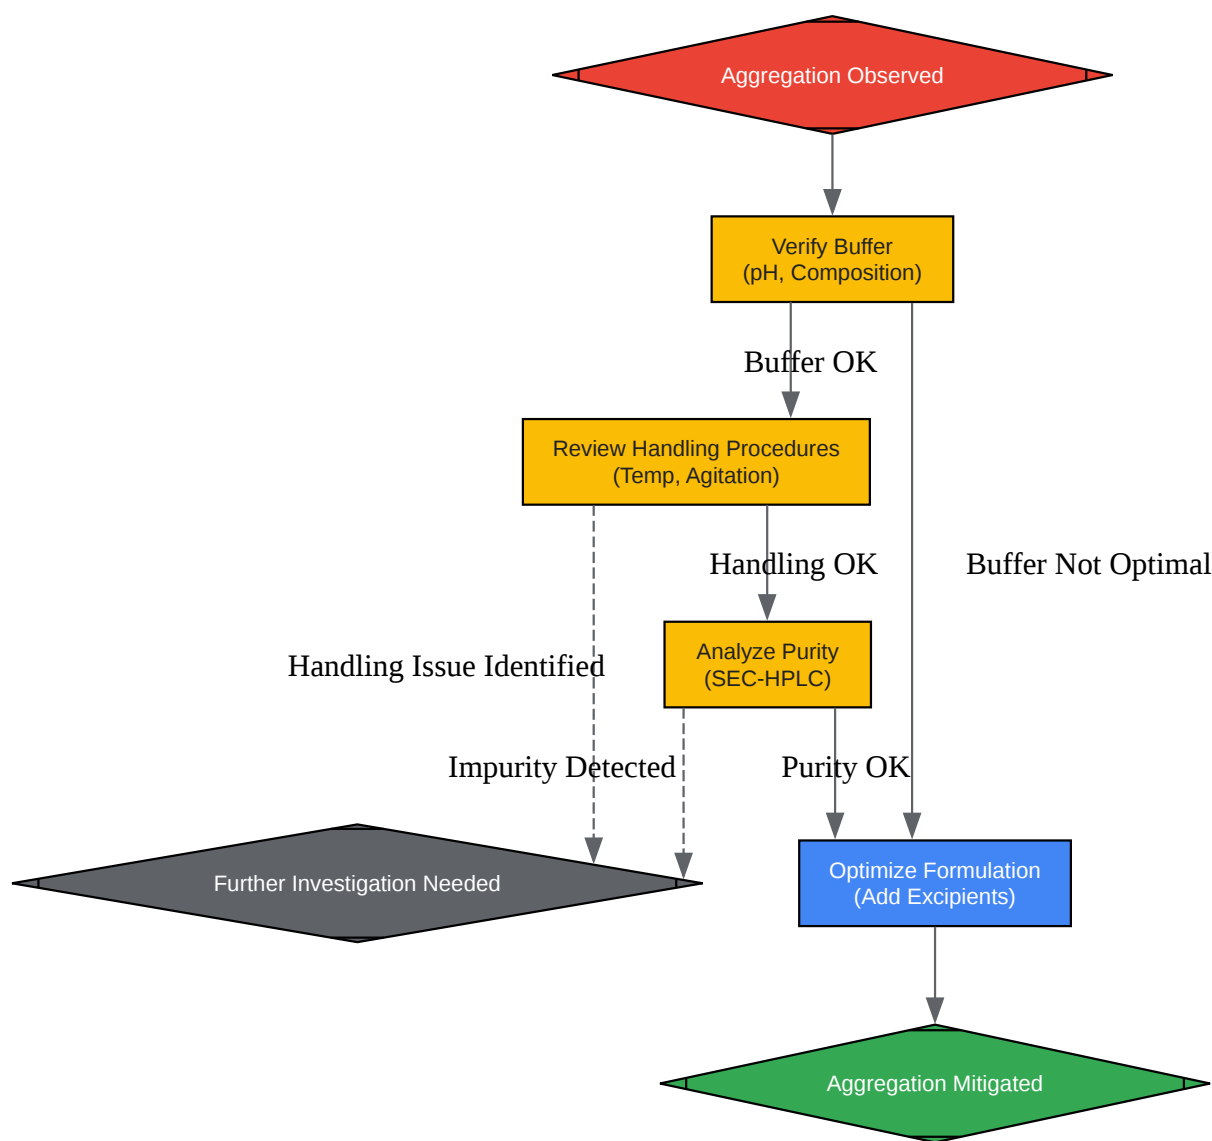 Aggregation Observed
Verify Buffer
(pH, Composition)
Buffer OK
Review Handling Procedures
(Temp, Agitation)
Handling OK
Buffer Not Optimal
Analyze Purity
(SEC-HPLC)
Handling Issue Identified
Impurity Detected
Purity OK
Further Investigation Needed
Optimize Formulation
(Add Excipients)
Aggregation Mitigated